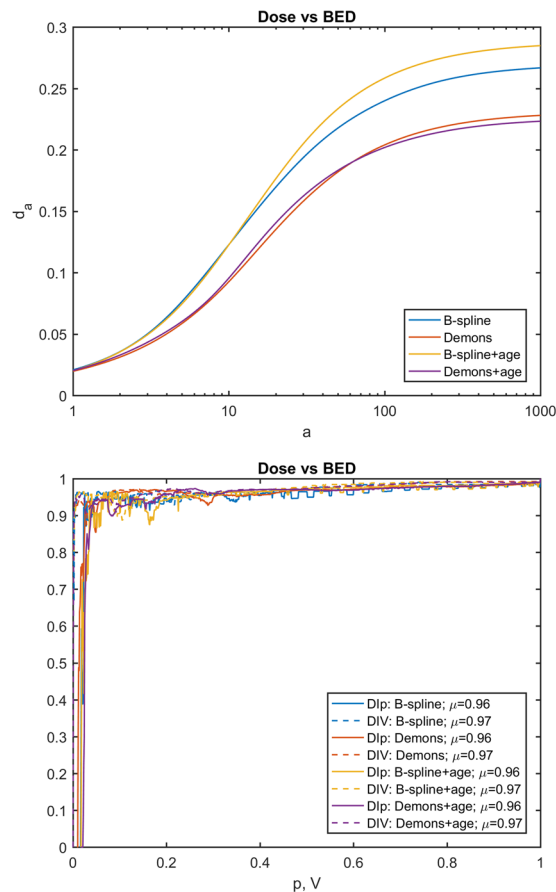 Dose vs BED
0.3
0.25
0.2
0.15
0.1
0.05
0
d_a
B-spline
Demons
B-spline+age
Demons+age
1 10 100 1000
a
Dose vs BED
1
0.9
0.8
0.7
0.6
0.5
0.4
0.3
0.2
0.1
0
DIp: B-spline; μ=0.96
DIV: B-spline; μ=0.97
DIp: Demons; μ=0.96
DIV: Demons; μ=0.97
DIp: B-spline+age; μ=0.96
DIV: B-spline+age; μ=0.97
DIp: Demons+age; μ=0.96
DIV: Demons+age; μ=0.97
0 0.2 0.4 0.6 0.8 1
p, V